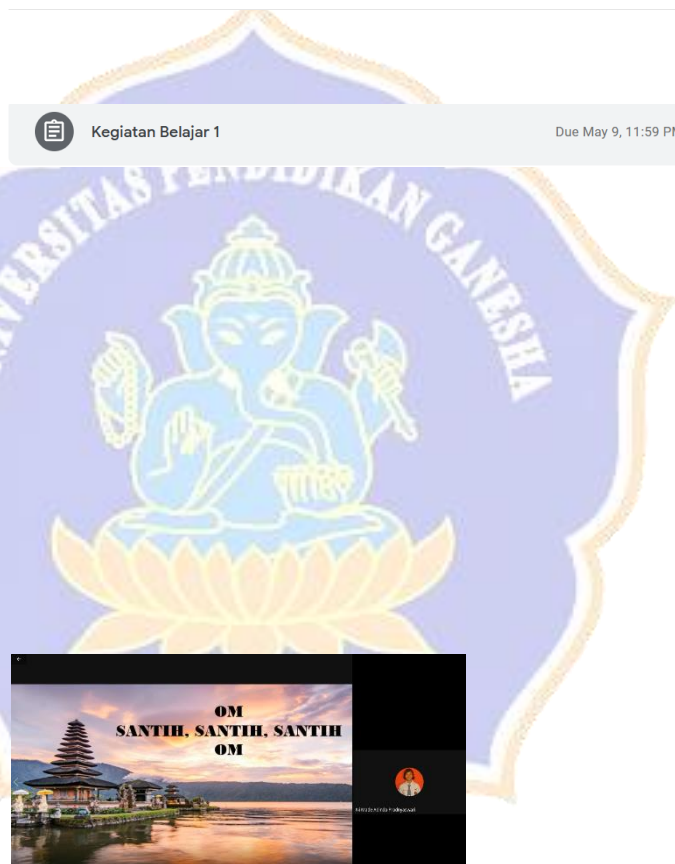 Kegiatan Belajar 1
Due May 9, 11:59 PM
UNIVERSITAS PENDIDIKAN GANESHA
OM
SANTIH, SANTIH, SANTIH
OM